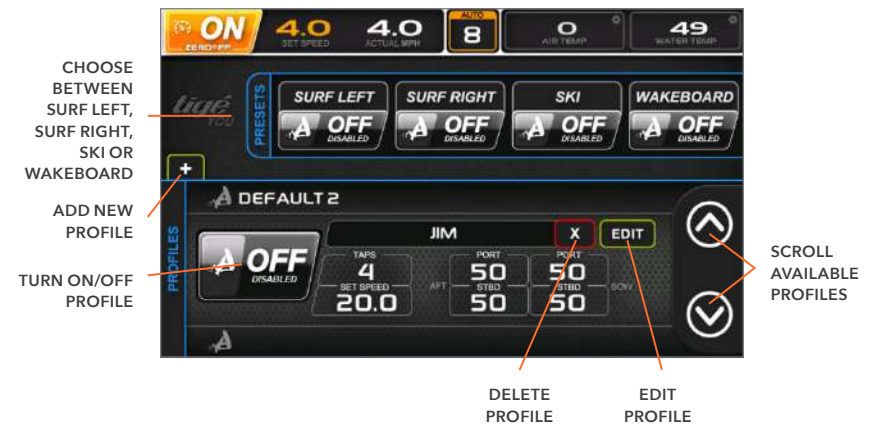 ON
ZEROFF
4.0
SET SPEED
4.0
ACTUAL MPH
AUTO
8
0
AIR TEMP
49
WATER TEMP
CHOOSE
BETWEEN
SURF LEFT,
SURF RIGHT,
SKI OR
WAKEBOARD
tigé
YOU
PRESETS
SURF LEFT
OFF
DISABLED
SURF RIGHT
OFF
DISABLED
SKI
OFF
DISABLED
WAKEBOARD
OFF
DISABLED
+
ADD NEW
PROFILE
DEFAULT 2
PROFILES
TURN ON/OFF
PROFILE
OFF
DISABLED
JIM
X
EDIT
TAPS
4
SET SPEED
20.0
AFT
PORT
50
STBD
50
PORT
50
STBD
50
BOW
SCROLL
AVAILABLE
PROFILES
DELETE
PROFILE
EDIT
PROFILE